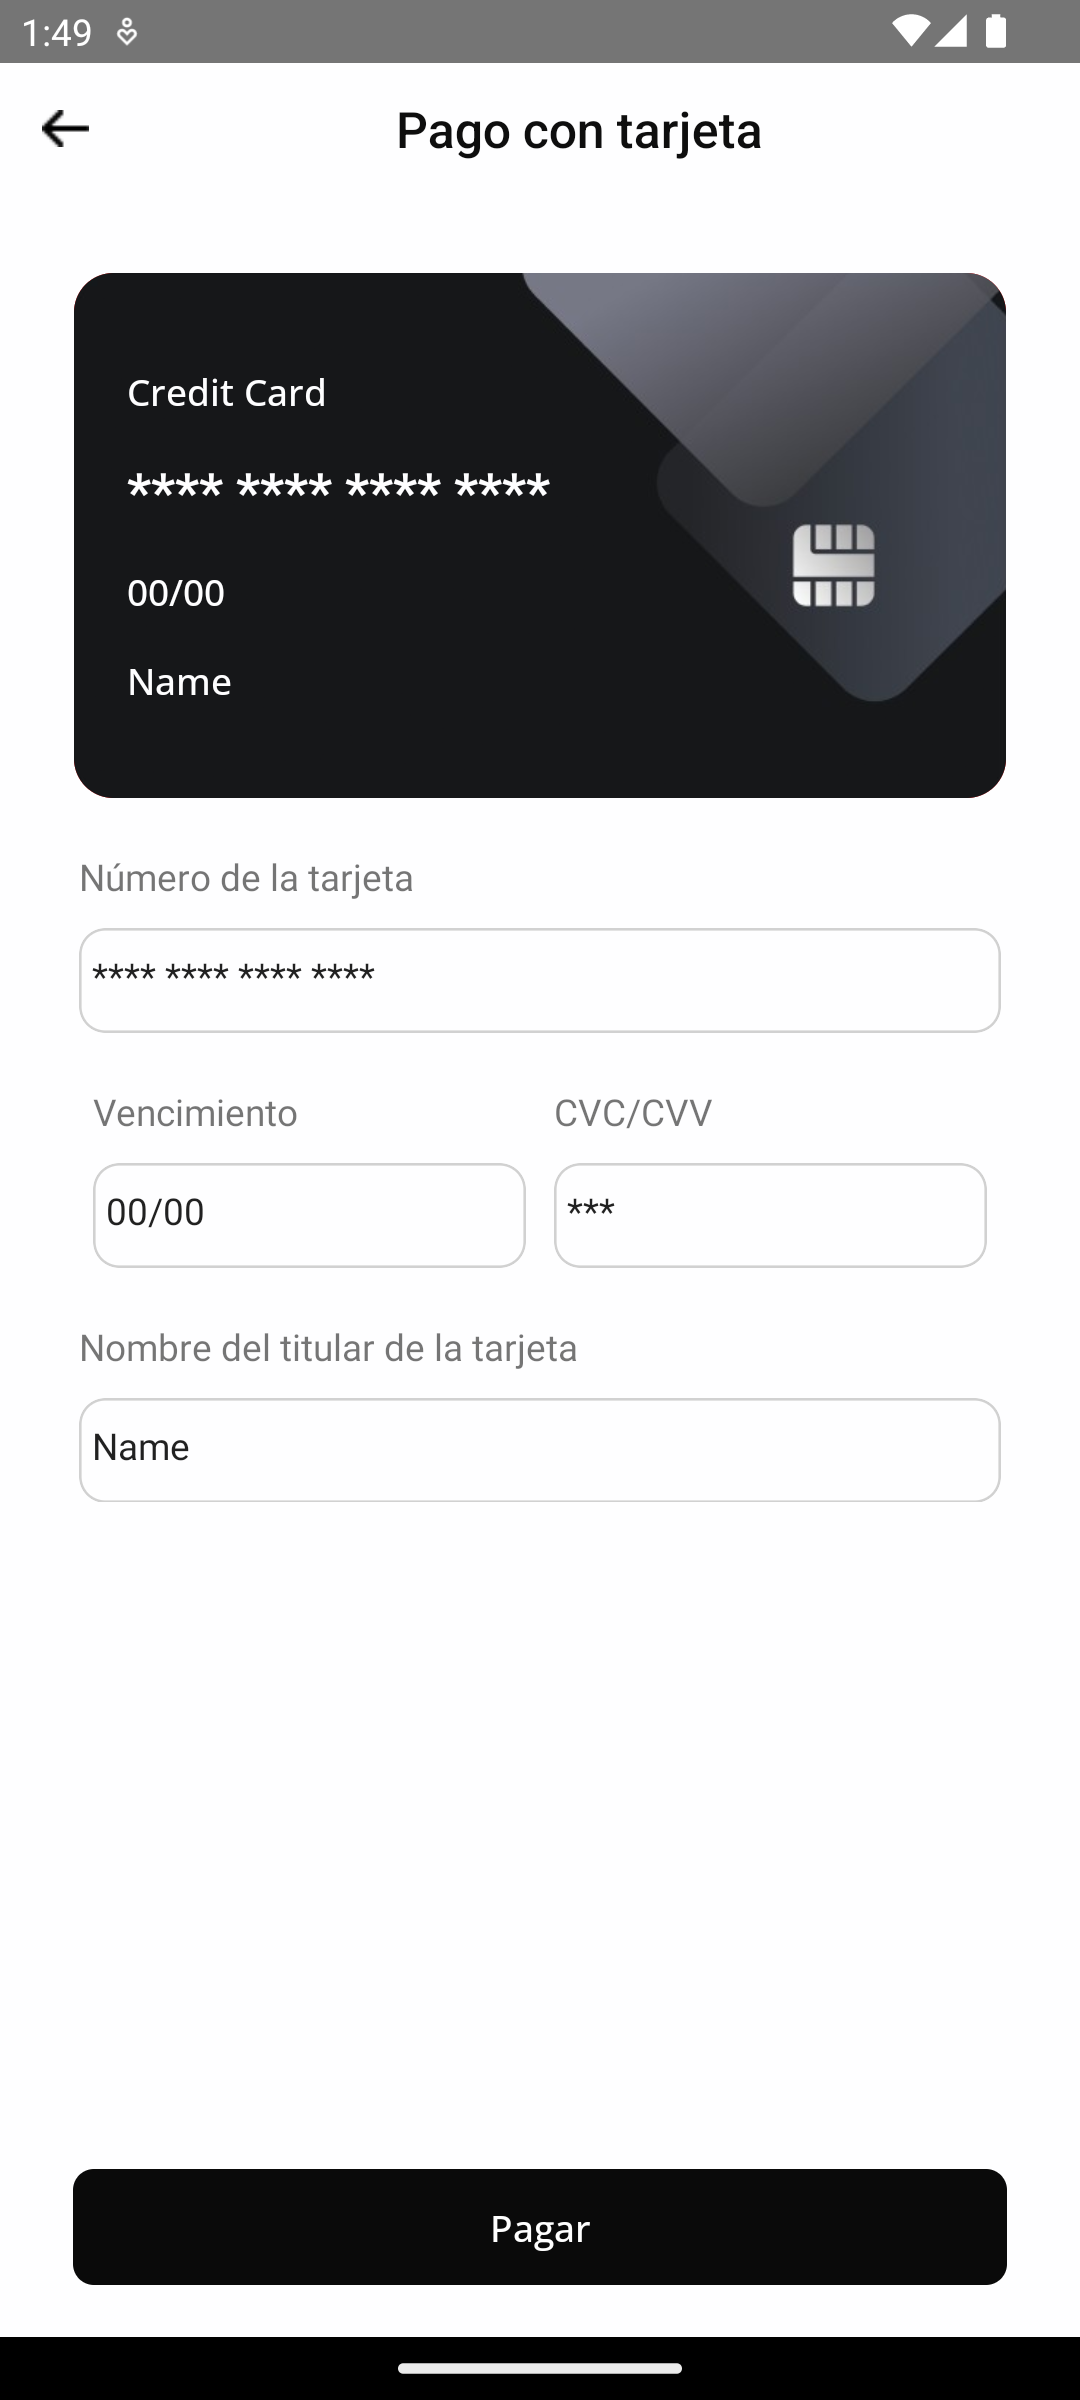 1:49
Pago con tarjeta
Credit Card
**** **** **** ****
00/00
Name
Número de la tarjeta
**** **** **** ****
Vencimiento CVC/CVV
00/00 ***
Nombre del titular de la tarjeta
Name
Pagar